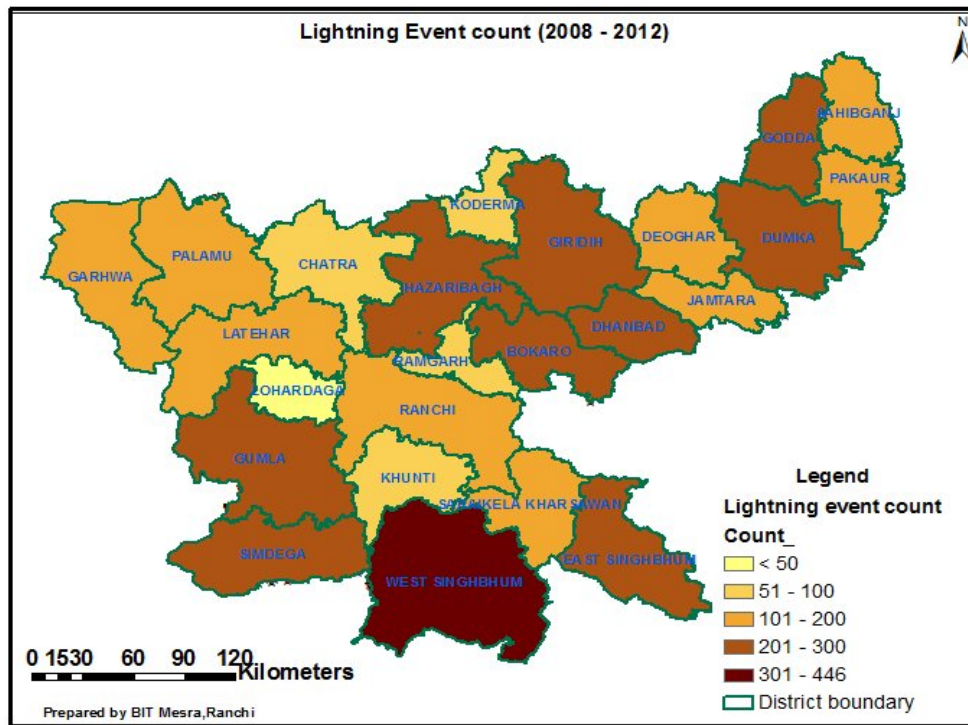 Lightning Event count (2008 - 2012)
N
SAHIBGANJ
GODDA
PAKAUR
KODERMA
DEOGHAR
DUMKA
GIRIDIH
PALAMU
CHATRA
GARHWA
HAZARIBAGH
JAMTARA
LATEHAR
DHANBAD
BOKARO
RAMGARH
LOHARDAGA
RANCHI
GUMLA
KHUNTI
SARAIKELA KHARSAWAN
SIMDEGA
EAST SINGHBHUM
WEST SINGHBHUM
Legend
Lightning event count
Count_
< 50
51 - 100
101 - 200
201 - 300
301 - 446
District boundary
0 1530 60 90 120
Kilometers
Prepared by BIT Mesra,Ranchi